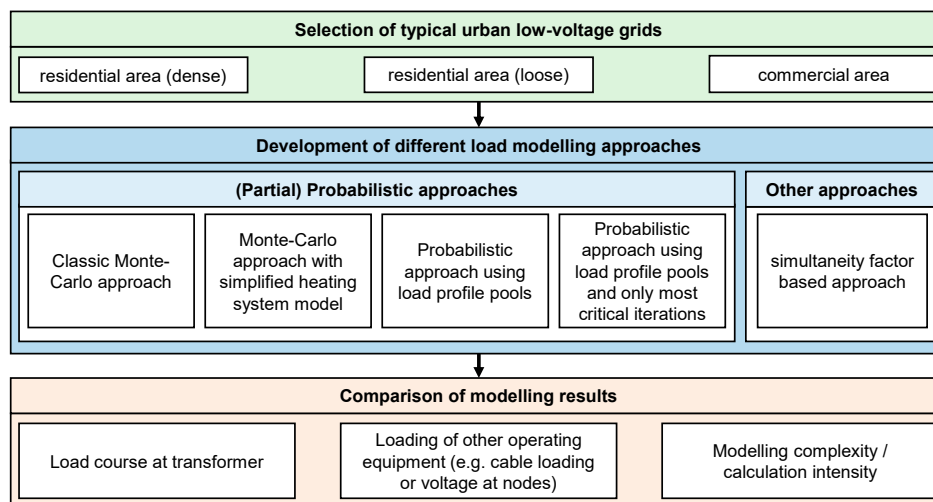 Selection of typical urban low-voltage grids
residential area (dense)
residential area (loose)
commercial area
Development of different load modelling approaches
(Partial) Probabilistic approaches
Classic Monte-
Carlo approach
Monte-Carlo
approach with
simplified heating
system model
Probabilistic
approach using
load profile pools
Probabilistic
approach using
load profile pools
and only most
critical iterations
Other approaches
simultaneity factor
based approach
Comparison of modelling results
Load course at transformer
Loading of other operating
equipment (e.g. cable loading
or voltage at nodes)
Modelling complexity /
calculation intensity